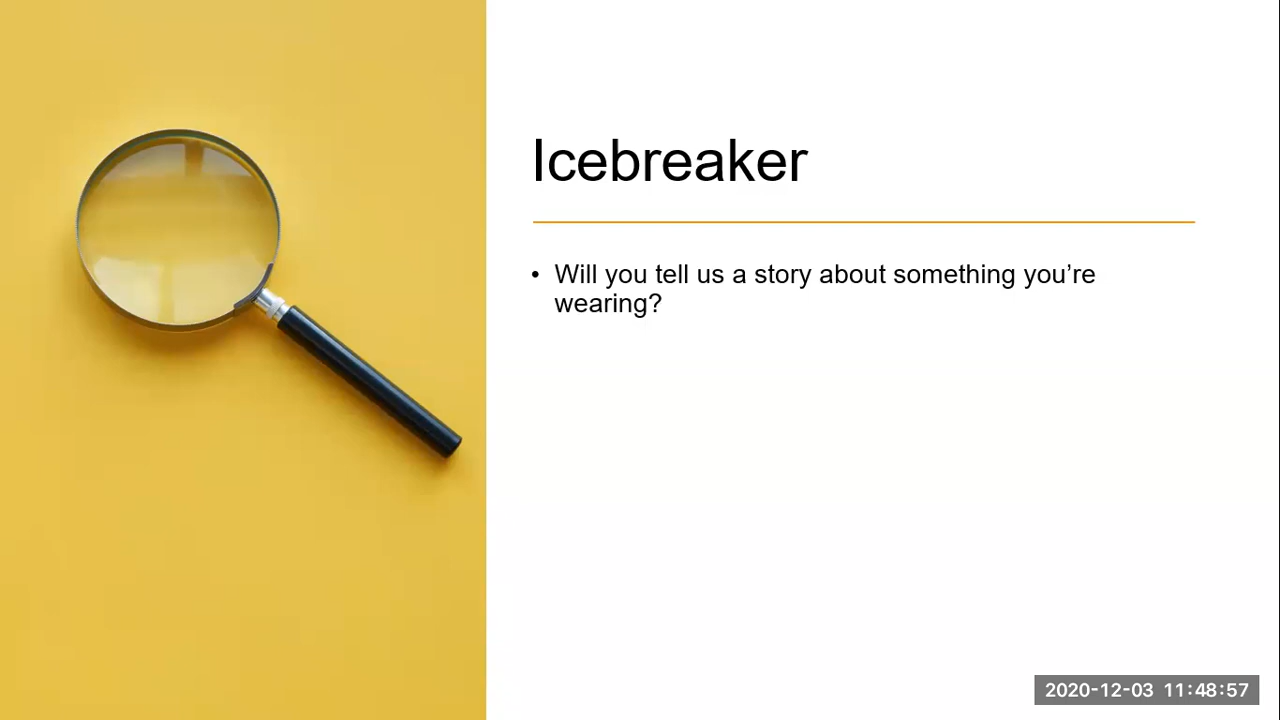 Icebreaker
• Will you tell us a story about something you’re
wearing?
2020-12-03 11:48:57